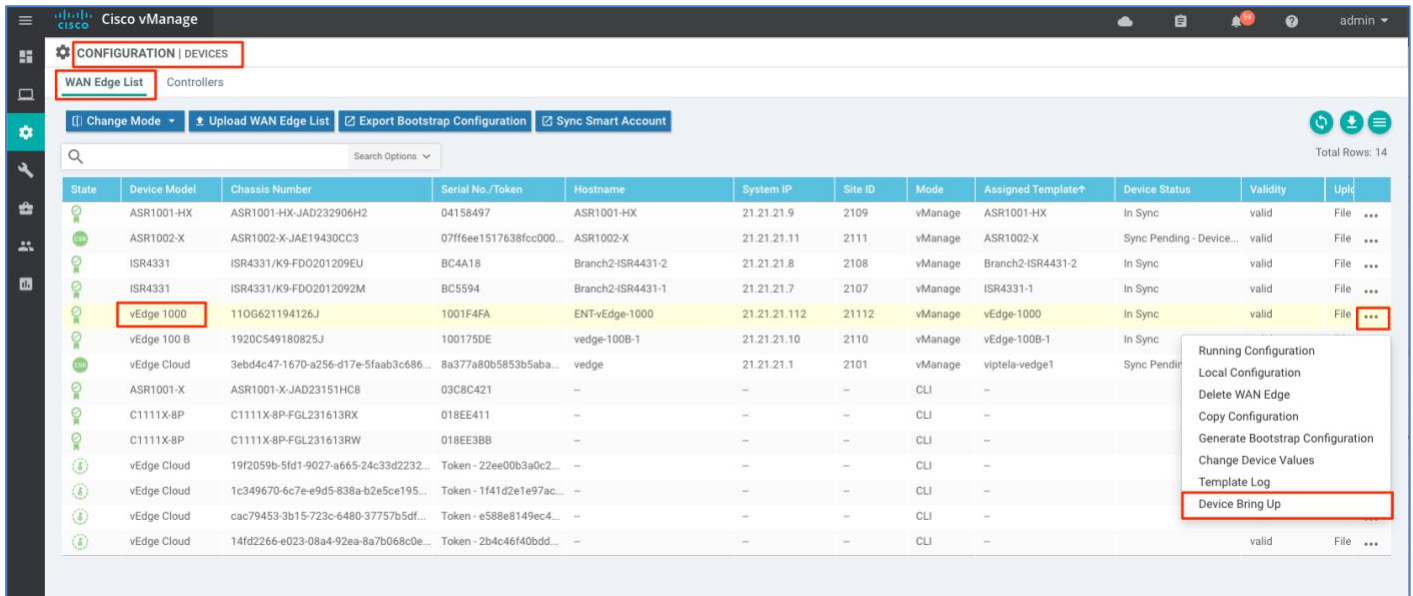 cisco Cisco vManage 59 admin
CONFIGURATION | DEVICES
WAN Edge List Controllers
Change Mode Upload WAN Edge List Export Bootstrap Configuration Sync Smart Account
Search Options Total Rows: 14
State Device Model Chassis Number Serial No./Token Hostname System IP Site ID Mode Assigned Template↑ Device Status Validity Uplo
ASR1001-HX ASR1001-HX-JAD232906H2 04158497 ASR1001-HX 21.21.21.9 2109 vManage ASR1001-HX In Sync valid File ...
CSR ASR1002-X ASR1002-X-JAE19430CC3 07ff6ee1517638fcc000... ASR1002-X 21.21.21.11 2111 vManage ASR1002-X Sync Pending - Device... valid File ...
ISR4331 ISR4331/K9-FDO201209EU BC4A18 Branch2-ISR4431-2 21.21.21.8 2108 vManage Branch2-ISR4431-2 In Sync valid File ...
ISR4331 ISR4331/K9-FDO2012092M BC5594 Branch2-ISR4431-1 21.21.21.7 2107 vManage ISR4331-1 In Sync valid File ...
vEdge 1000 11OG621194126J 1001F4FA ENT-vEdge-1000 21.21.21.112 21112 vManage vEdge-1000 In Sync valid File ...
vEdge 100 B 1920C549180825J 100175DE vedge-100B-1 21.21.21.10 2110 vManage vEdge-100B-1 In Sync
Running Configuration
vEdge Cloud 3ebd4c47-1670-a256-d17e-5faab3c686... 8a377a80b5853b5aba... vedge 21.21.21.1 2101 vManage viptela-vedge1 Sync Pendin
Local Configuration
ASR1001-X ASR1001-X-JAD23151HC8 03C8C421 – – – CLI –
Delete WAN Edge
C1111X-8P C1111X-8P-FGL231613RX 018EE411 – – – CLI –
Copy Configuration
C1111X-8P C1111X-8P-FGL231613RW 018EE3BB – – – CLI –
Generate Bootstrap Configuration
vEdge Cloud 19f2059b-5fd1-9027-a665-24c33d2232... Token - 22ee00b3a0c2... – – – CLI –
Change Device Values
vEdge Cloud 1c349670-6c7e-e9d5-838a-b2e5ce195... Token - 1f41d2e1e97ac... – – – CLI –
Template Log
vEdge Cloud cac79453-3b15-723c-6480-37757b5df... Token - e588e8149ec4... – – – CLI –
Device Bring Up
vEdge Cloud 14fd2266-e023-08a4-92ea-8a7b068c0e... Token - 2b4c46f40bdd... – – – CLI – valid File ...